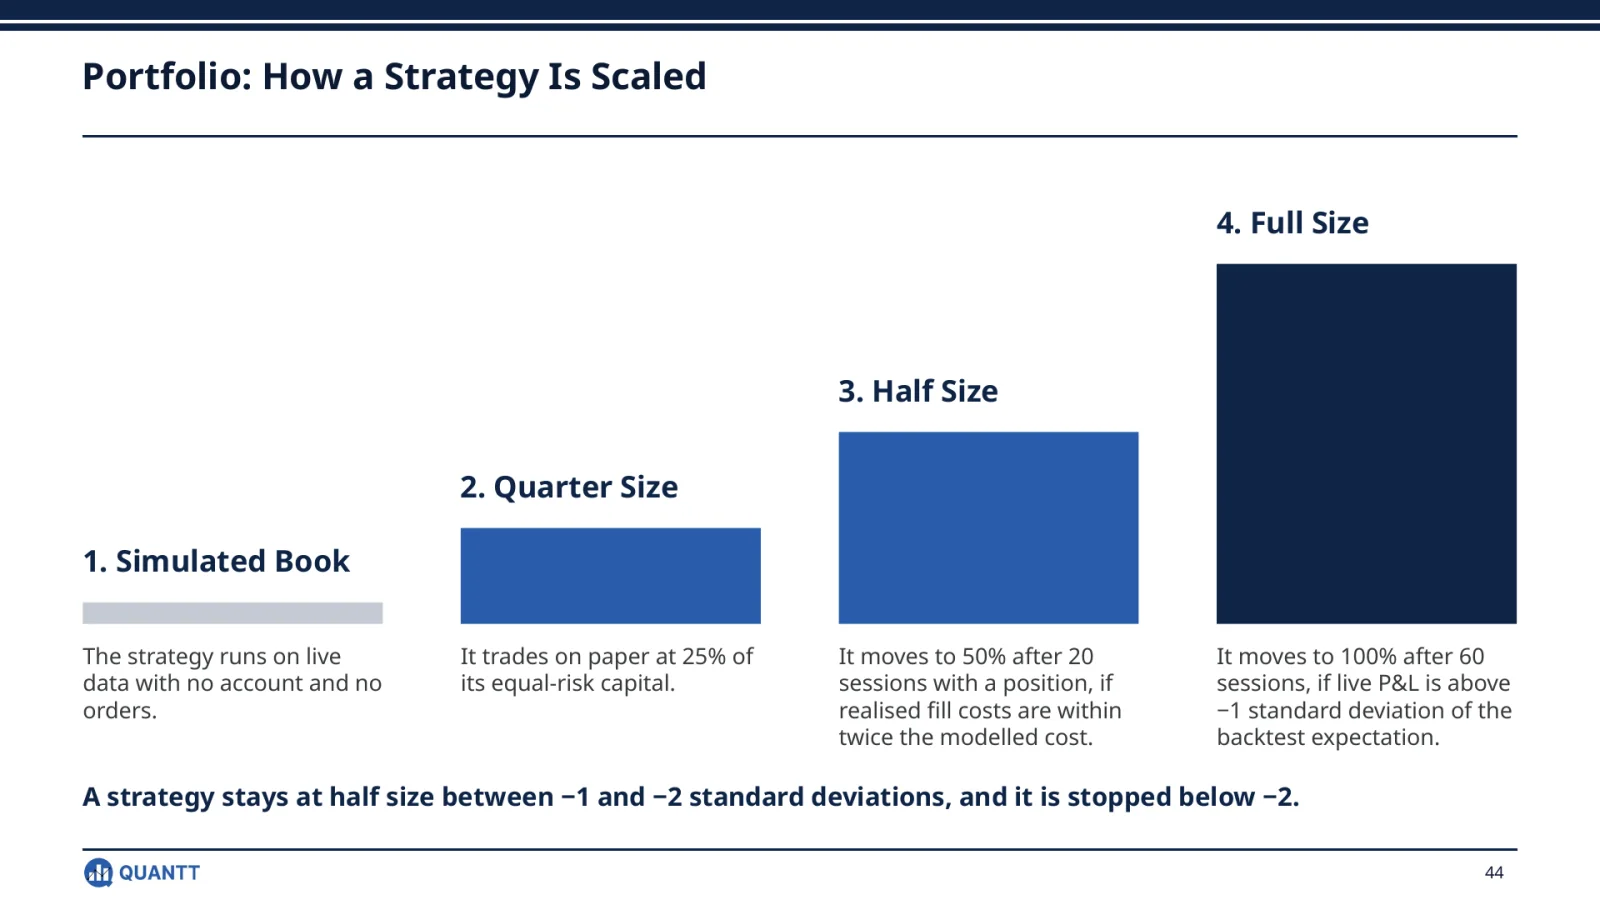 Portfolio: How a Strategy Is Scaled
1. Simulated Book
The strategy runs on live
data with no account and no
orders.
2. Quarter Size
It trades on paper at 25% of
its equal-risk capital.
3. Half Size
It moves to 50% after 20
sessions with a position, if
realised fill costs are within
twice the modelled cost.
4. Full Size
It moves to 100% after 60
sessions, if live P&L is above
−1 standard deviation of the
backtest expectation.
A strategy stays at half size between −1 and −2 standard deviations, and it is stopped below −2.
QUANTT
44